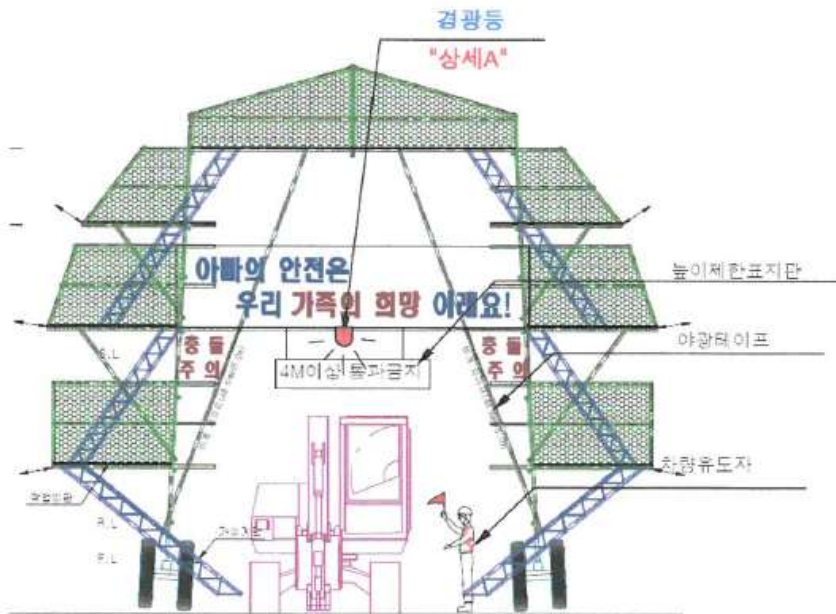 경광등
"상세A"
아빠의 안전은
우리 가족의 희망 이래요!
높이제한표지판
충돌
주의
충돌
주의
야광테이프
4M이상 통과금지
차량유도자
S.L